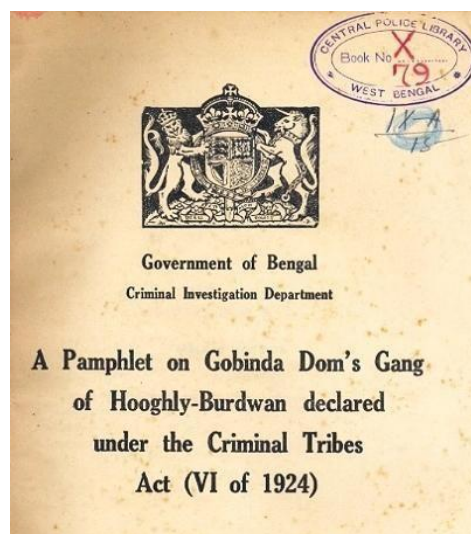 CENTRAL POLICE LIBRARY
Book No X
79
WEST BENGAL
IX-A
15
Government of Bengal
Criminal Investigation Department
A Pamphlet on Gobinda Dom's Gang
of Hooghly-Burdwan declared
under the Criminal Tribes
Act (VI of 1924)